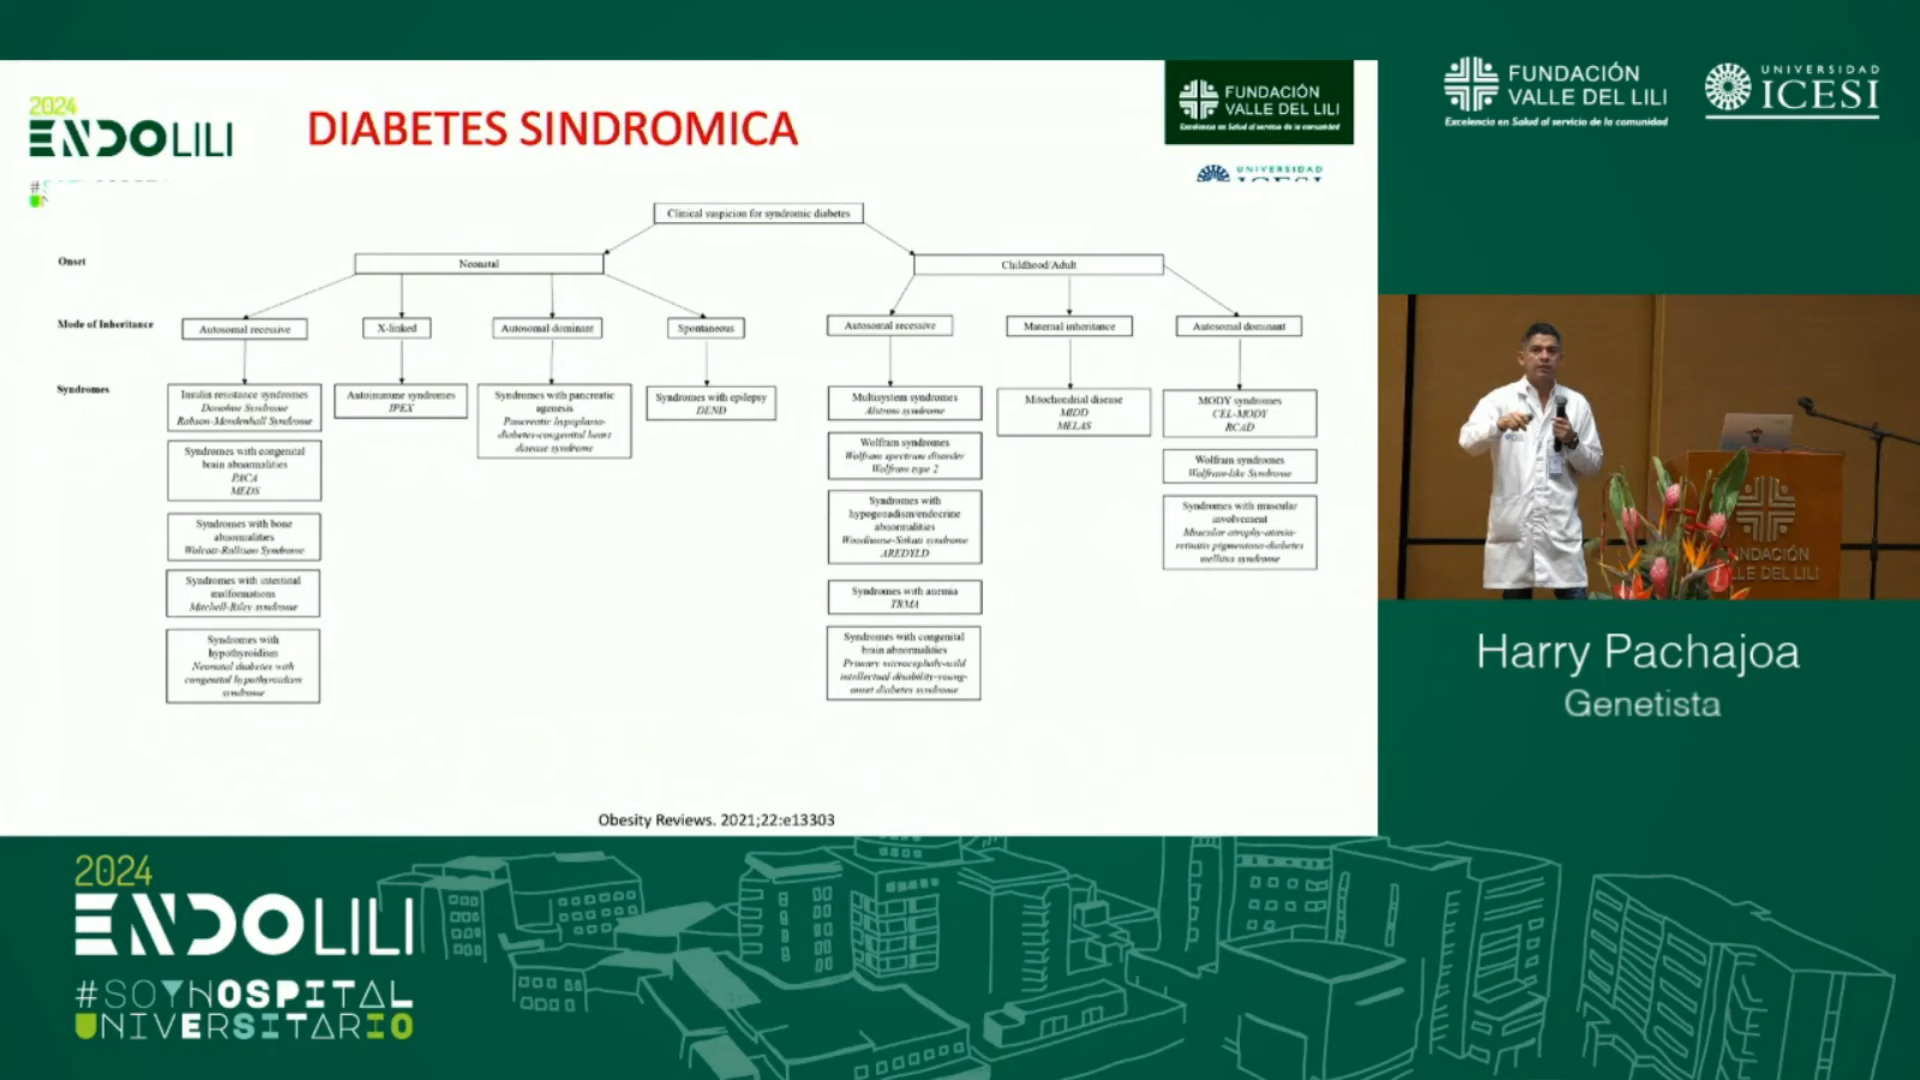 2024
ENDOLILI
DIABETES SINDROMICA
FUNDACIÓN
VALLE DEL LILI
Excelencia en Salud al servicio de la comunidad
UNIVERSIDAD
ICESI
Clinical suspicion for syndromic diabetes
Onset
Neonatal
Childhood/Adult
Mode of Inheritance
Autosomal recessive
X-linked
Autosomal dominant
Spontaneous
Autosomal recessive
Maternal inheritance
Autosomal dominant
Syndromes
Insulin resistance syndromes
Donohue Syndrome
Rabson-Mendenhall Syndrome
Syndromes with congenital
brain abnormalities
PACA
MEDS
Syndromes with bone
abnormalities
Wolcott-Rallison Syndrome
Syndromes with intestinal
malformations
Mitchell-Riley syndrome
Syndromes with
hypothyroidism
Neonatal diabetes with
congenital hypothyroidism
syndrome
Autoimmune syndromes
IPEX
Syndromes with pancreatic
agenesis
Pancreatic hypoplasia-
diabetes-congenital heart
disease syndrome
Syndromes with epilepsy
DEND
Multisystem syndromes
Alstrom syndrome
Wolfram syndromes
Wolfram spectrum disorder
Wolfram type 2
Syndromes with
hypogonadism/endocrine
abnormalities
Woodhouse-Sakati syndrome
AREDYLD
Syndromes with anemia
TRMA
Syndromes with congenital
brain abnormalities
Primary microcephaly-mild
intellectual disability-young-
onset diabetes syndrome
Mitochondrial disease
MIDD
MELAS
MODY syndromes
CEL-MODY
RCAD
Wolfram syndromes
Wolfram-like Syndrome
Syndromes with muscular
involvement
Muscular atrophy-ataxia-
retinitis pigmentosa-diabetes
mellitus syndrome
Obesity Reviews. 2021;22:e13303
FUNDACIÓN
VALLE DEL LILI
Excelencia en Salud al servicio de la comunidad
UNIVERSIDAD
ICESI
NDACIÓN
LLE DEL LILI
Harry Pachajoa
Genetista
2024
ENDOLILI
#SOYHOSPITAL
UNIVERSITARIO